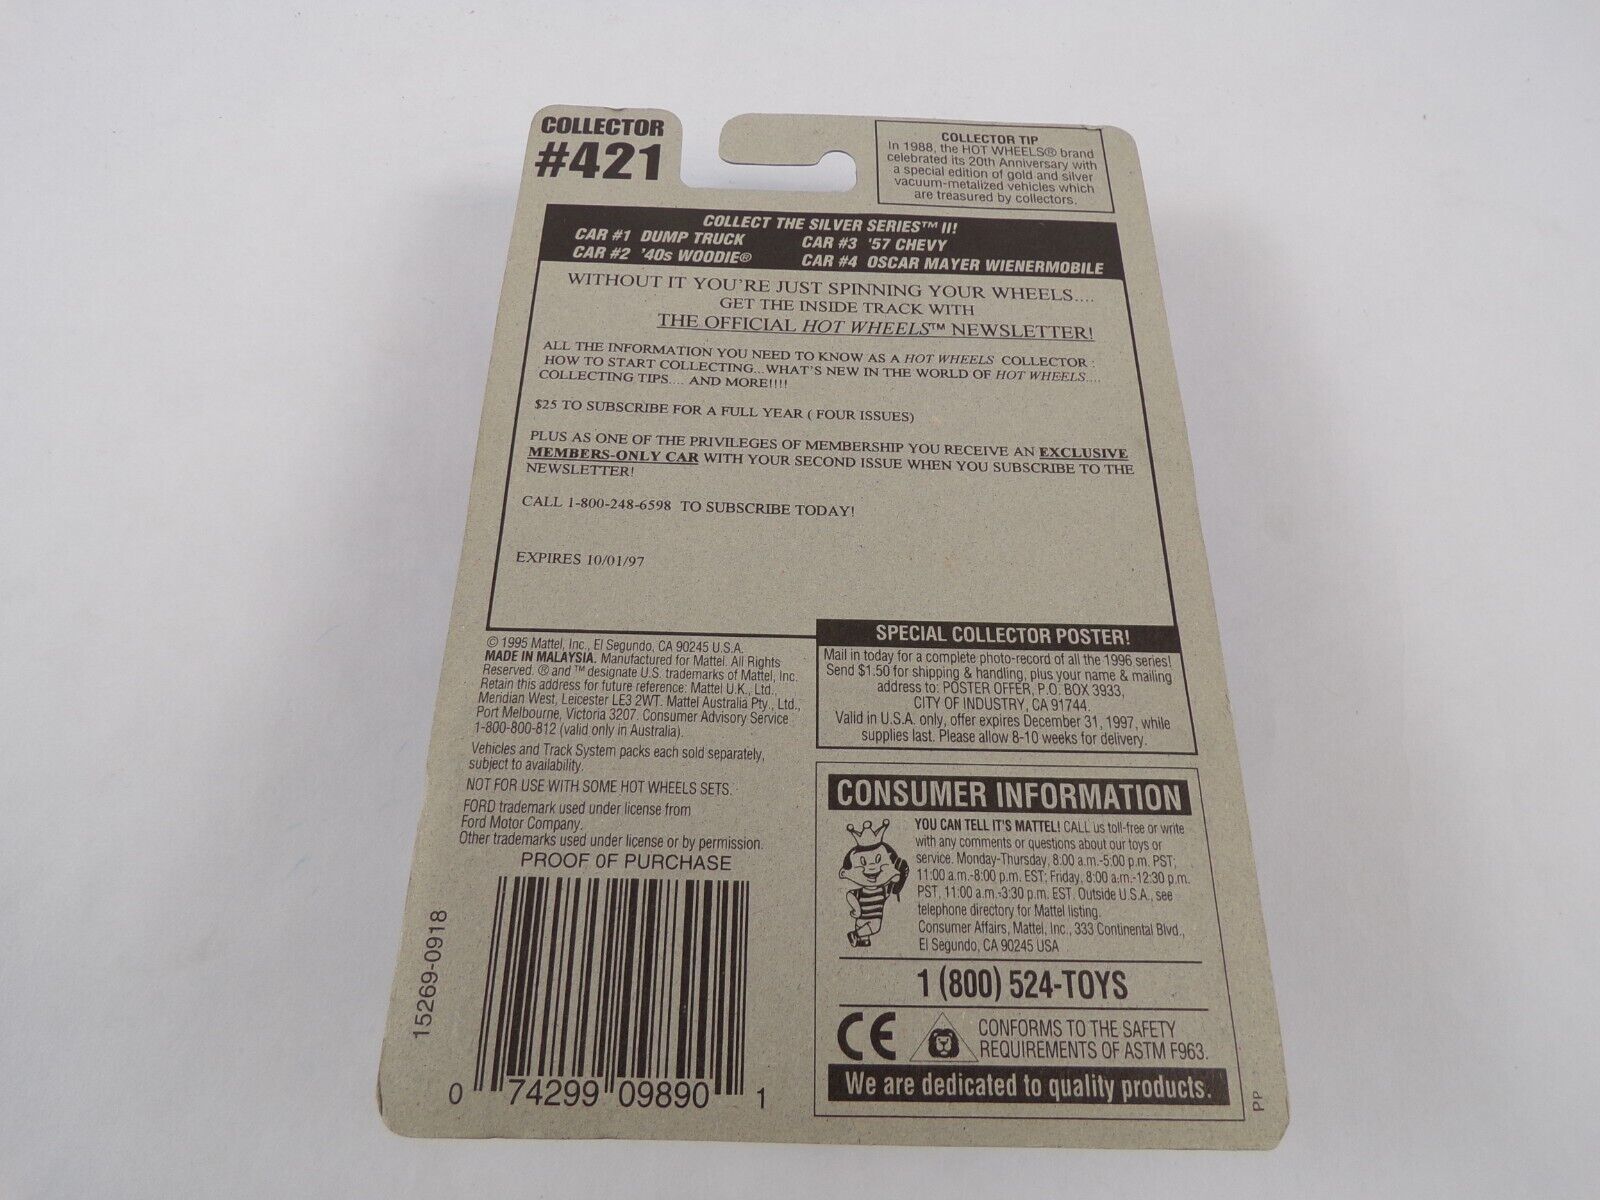 COLLECTOR
#421
COLLECTOR TIP
In 1988, the HOT WHEELS® brand
celebrated its 20th Anniversary with
a special edition of gold and silver
vacuum-metalized vehicles which
are treasured by collectors.
COLLECT THE SILVER SERIES™ II!
CAR #1 DUMP TRUCK
CAR #3 '57 CHEVY
CAR #2 '40s WOODIE®
CAR #4 OSCAR MAYER WIENERMOBILE
WITHOUT IT YOU'RE JUST SPINNING YOUR WHEELS....
GET THE INSIDE TRACK WITH
THE OFFICIAL HOT WHEELS™ NEWSLETTER!
ALL THE INFORMATION YOU NEED TO KNOW AS A HOT WHEELS COLLECTOR :
HOW TO START COLLECTING...WHAT'S NEW IN THE WORLD OF HOT WHEELS....
COLLECTING TIPS.... AND MORE!!!!
$25 TO SUBSCRIBE FOR A FULL YEAR ( FOUR ISSUES)
PLUS AS ONE OF THE PRIVILEGES OF MEMBERSHIP YOU RECEIVE AN EXCLUSIVE
MEMBERS-ONLY CAR WITH YOUR SECOND ISSUE WHEN YOU SUBSCRIBE TO THE
NEWSLETTER!
CALL 1-800-248-6598 TO SUBSCRIBE TODAY!
EXPIRES 10/01/97
© 1995 Mattel, Inc., El Segundo, CA 90245 U.S.A.
MADE IN MALAYSIA. Manufactured for Mattel. All Rights
Reserved. ® and ™ designate U.S. trademarks of Mattel, Inc.
Retain this address for future reference: Mattel U.K., Ltd.,
Meridian West, Leicester LE3 2WT. Mattel Australia Pty., Ltd.,
Port Melbourne, Victoria 3207. Consumer Advisory Service
1-800-800-812 (valid only in Australia).
Vehicles and Track System packs each sold separately,
subject to availability.
NOT FOR USE WITH SOME HOT WHEELS SETS.
FORD trademark used under license from
Ford Motor Company.
Other trademarks used under license or by permission.
PROOF OF PURCHASE
15269-0918
0 74299 09890 1
SPECIAL COLLECTOR POSTER!
Mail in today for a complete photo-record of all the 1996 series!
Send $1.50 for shipping & handling, plus your name & mailing
address to: POSTER OFFER, P.O. BOX 3933,
CITY OF INDUSTRY, CA 91744.
Valid in U.S.A. only, offer expires December 31, 1997, while
supplies last. Please allow 8-10 weeks for delivery.
CONSUMER INFORMATION
YOU CAN TELL IT'S MATTEL! CALL us toll-free or write
with any comments or questions about our toys or
service. Monday-Thursday, 8:00 a.m.-5:00 p.m. PST;
11:00 a.m.-8:00 p.m. EST; Friday, 8:00 a.m.-12:30 p.m.
PST, 11:00 a.m.-3:30 p.m. EST. Outside U.S.A., see
telephone directory for Mattel listing.
Consumer Affairs, Mattel, Inc., 333 Continental Blvd.,
El Segundo, CA 90245 USA
1 (800) 524-TOYS
CE
CONFORMS TO THE SAFETY
REQUIREMENTS OF ASTM F963.
We are dedicated to quality products.
PP